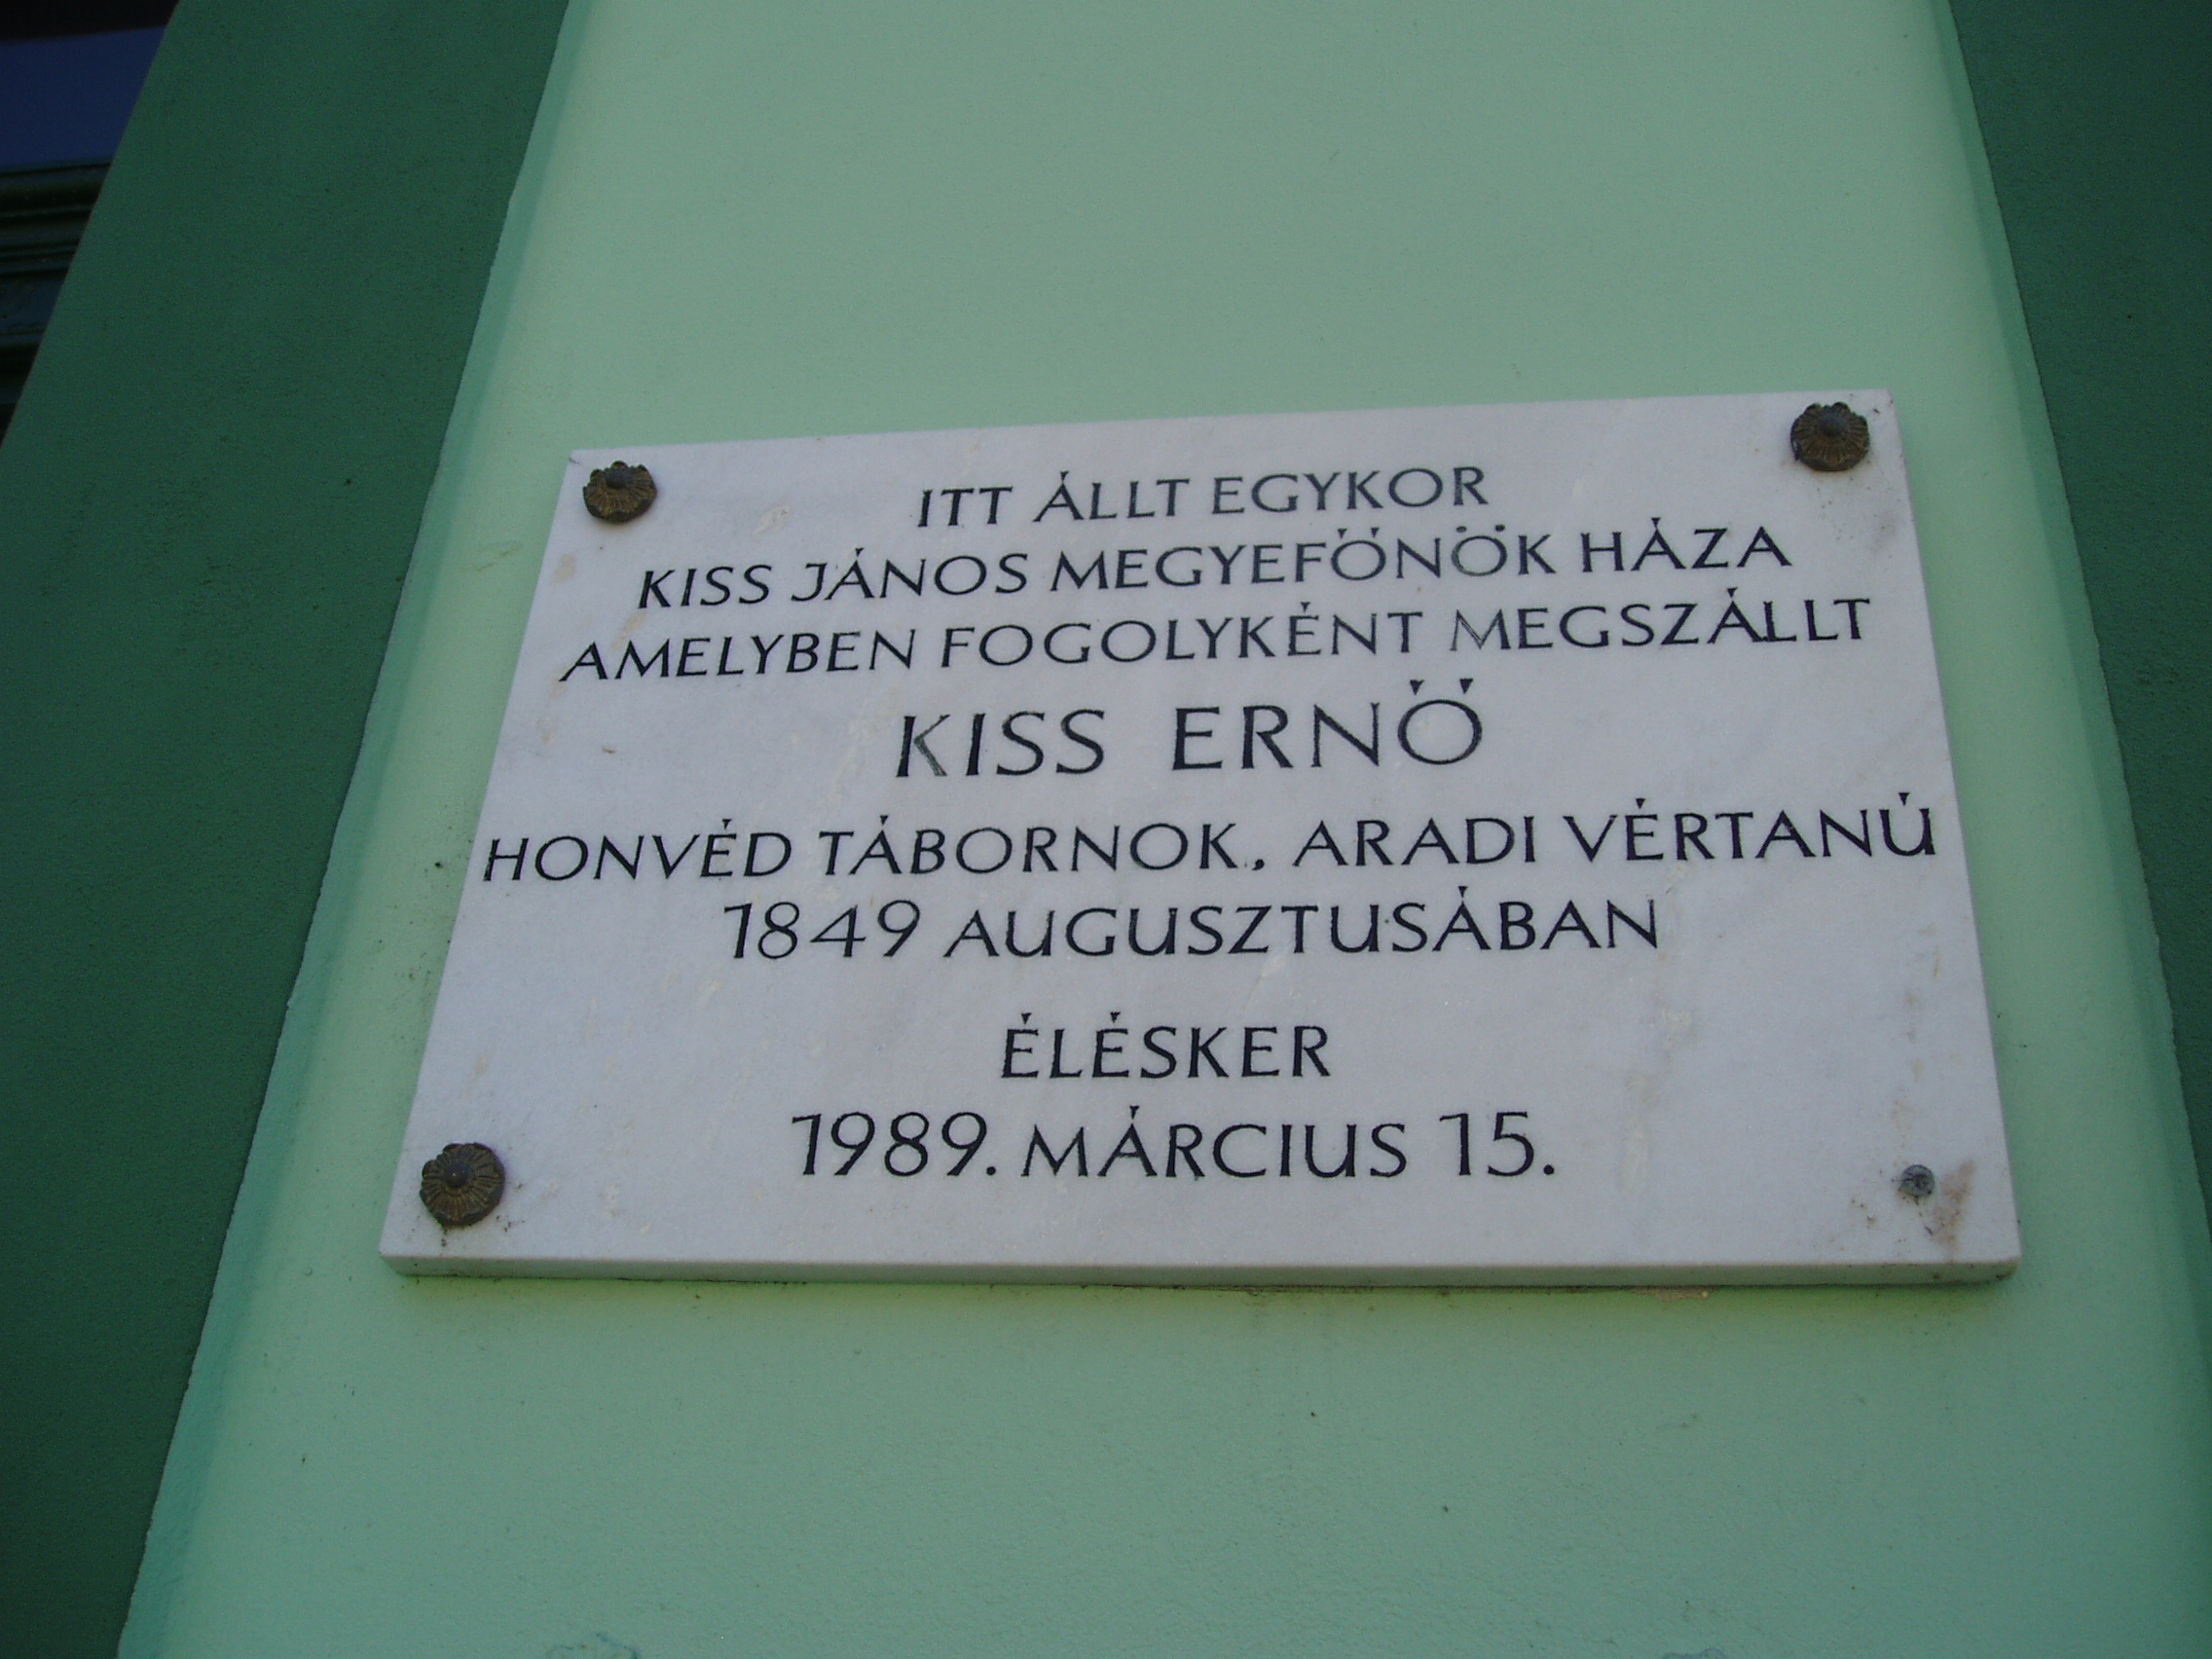 ITT ÁLLT EGYKOR
KISS JÁNOS MEGYEFŐNÖK HÁZA
AMELYBEN FOGOLYKÉNT MEGSZÁLLT
KISS ERNŐ
HONVÉD TÁBORNOK, ARADI VÉRTANÚ
1849 AUGUSZTUSÁBAN
ÉLÉSKER
1989. MÁRCIUS 15.